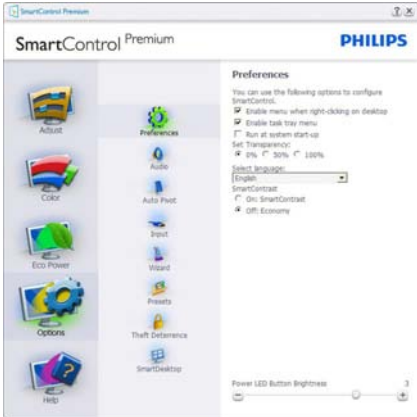 SmartControl Premium
SmartControl Premium
PHILIPS
Adjust
Color
Eco Power
Options
Help
Preferences
Audio
Auto Pivot
Input
Wizard
Presets
Theft Deterrence
SmartDesktop
Preferences
You can use the following options to configure
SmartControl.
Enable menu when right-clicking on desktop
Enable task tray menu
Run at system start-up
Set Transparency:
0% 50% 100%
Select language:
English
SmartContrast
On: SmartContrast
Off: Economy
Power LED Button Brightness 3